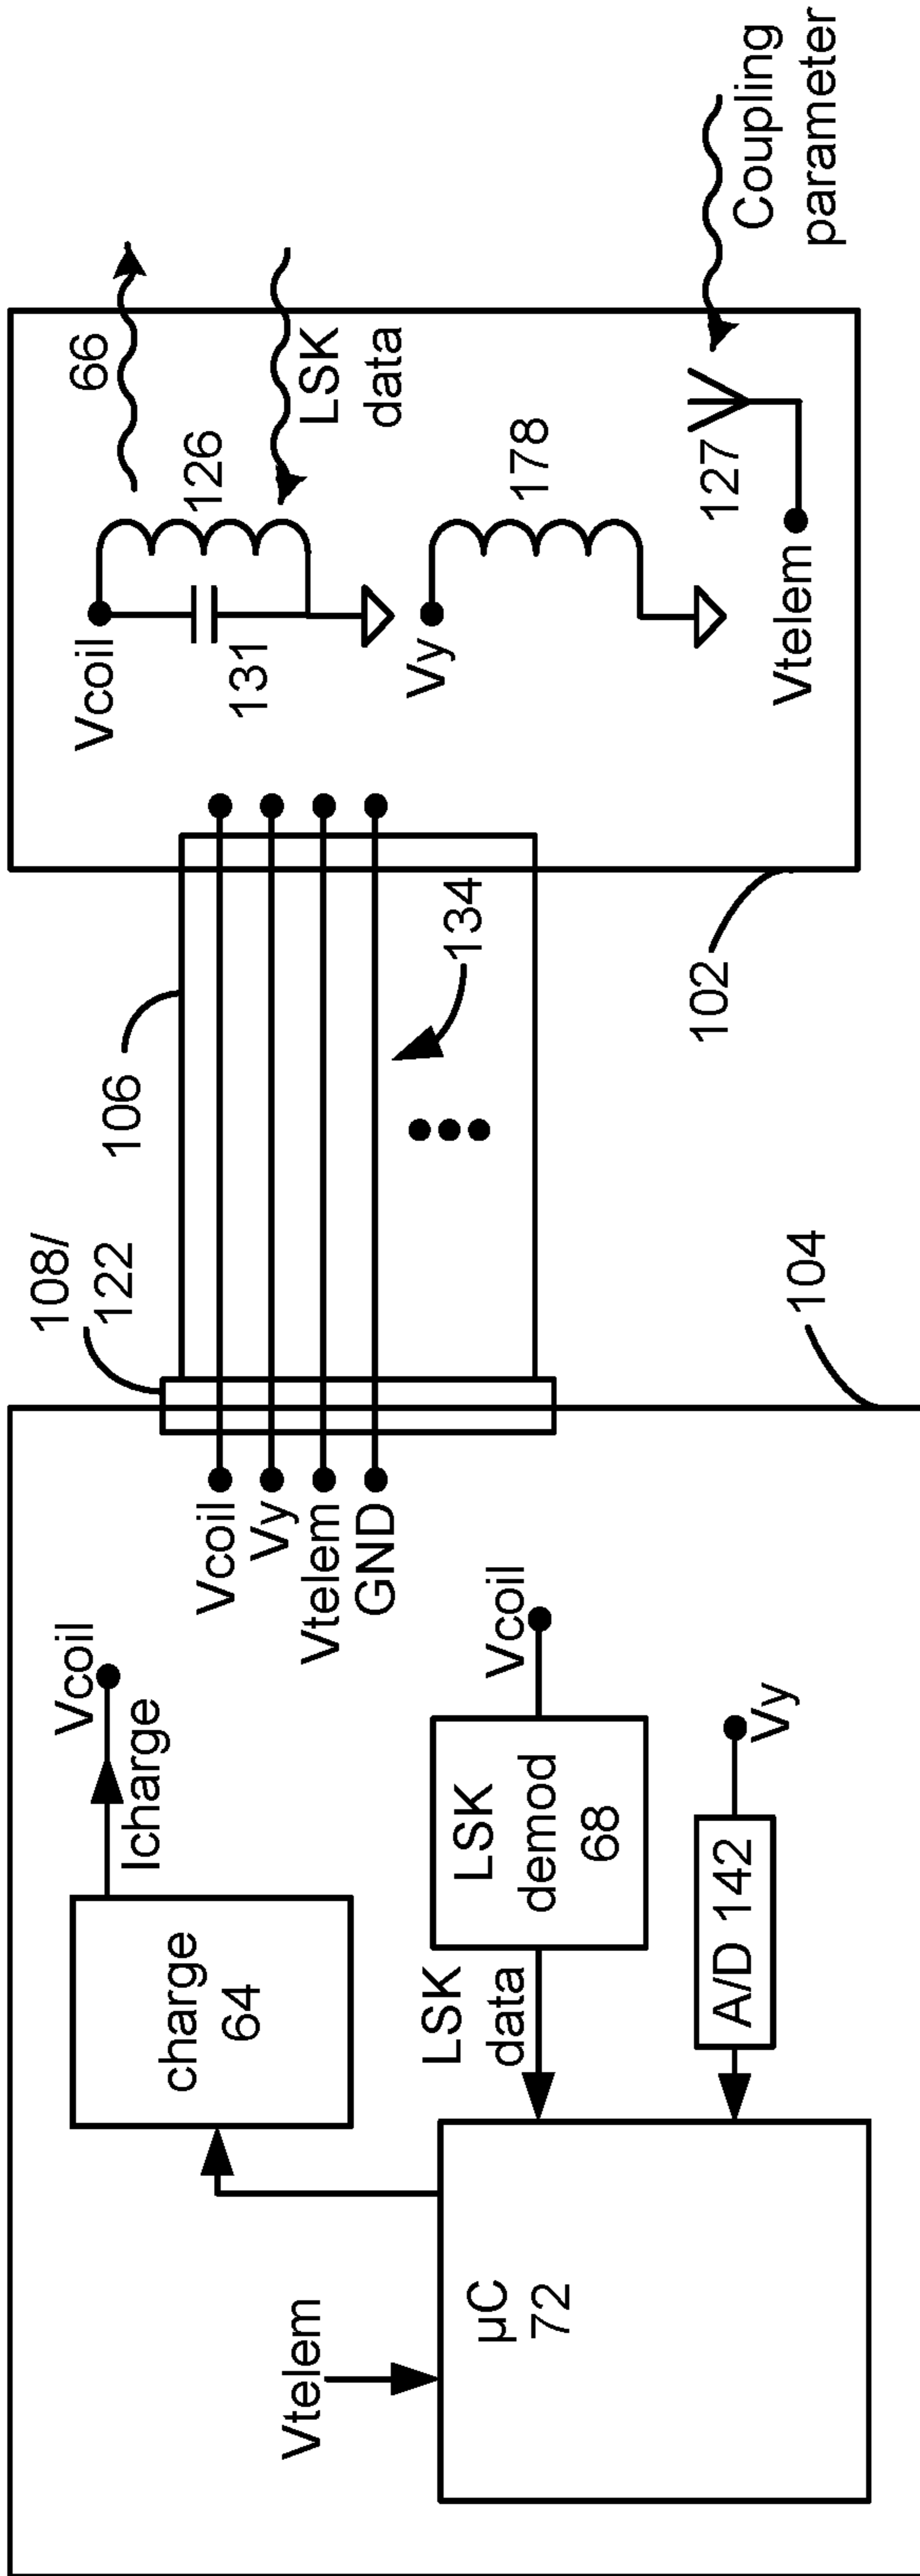 charge
64
Icharge
Vcoil
Vtelem
µC
72
LSK
data
LSK
demod
68
Vcoil
A/D 142
Vy
Vcoil
Vy
Vtelem
GND
108/
122
104
106
134
102
Vcoil
131
126
66
LSK
data
Vy
178
Vtelem
127
Coupling
parameter